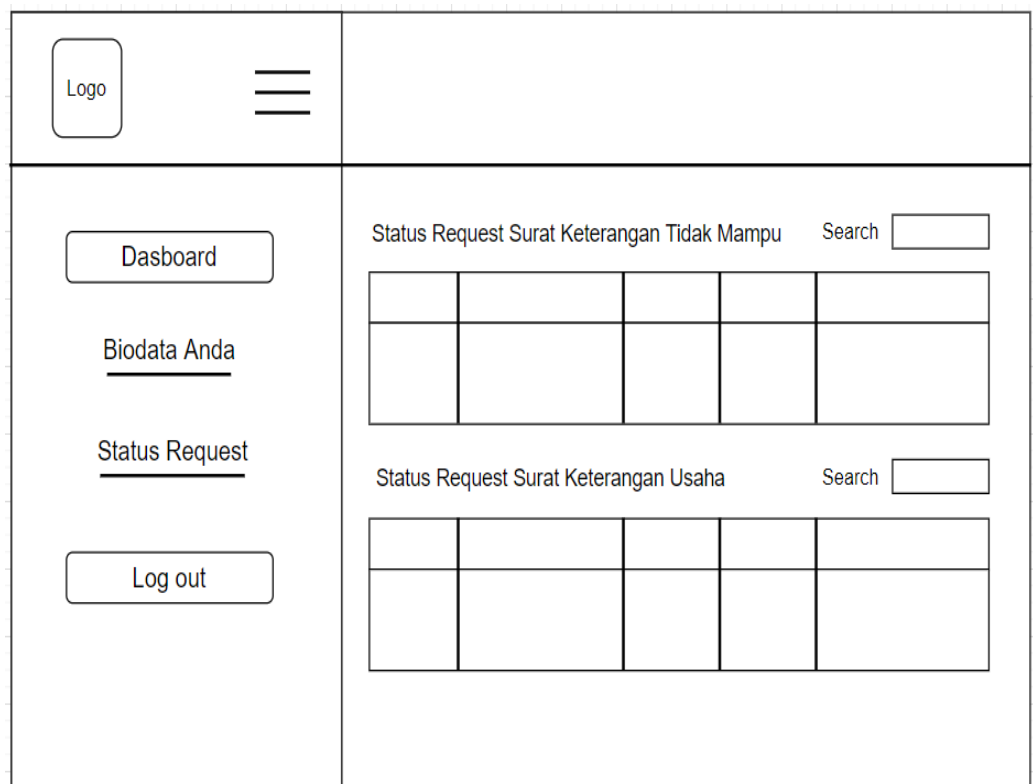 Logo
Dasboard
Biodata Anda
Status Request
Log out
Status Request Surat Keterangan Tidak Mampu
Search
Status Request Surat Keterangan Usaha
Search